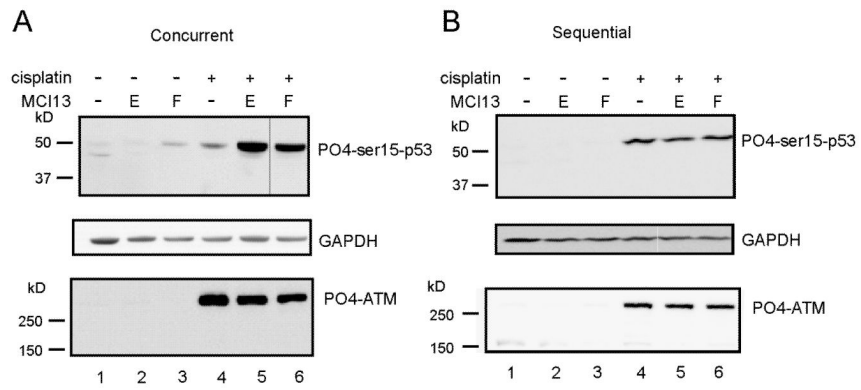 A
Concurrent
cisplatin - - - + + +
MCI13 - E F - E F
kD
50
37
PO4-ser15-p53
GAPDH
kD
250
150
PO4-ATM
1 2 3 4 5 6
B
Sequential
cisplatin - - - + + +
MCI13 - E F - E F
kD
50
37
PO4-ser15-p53
GAPDH
kD
250
150
PO4-ATM
1 2 3 4 5 6